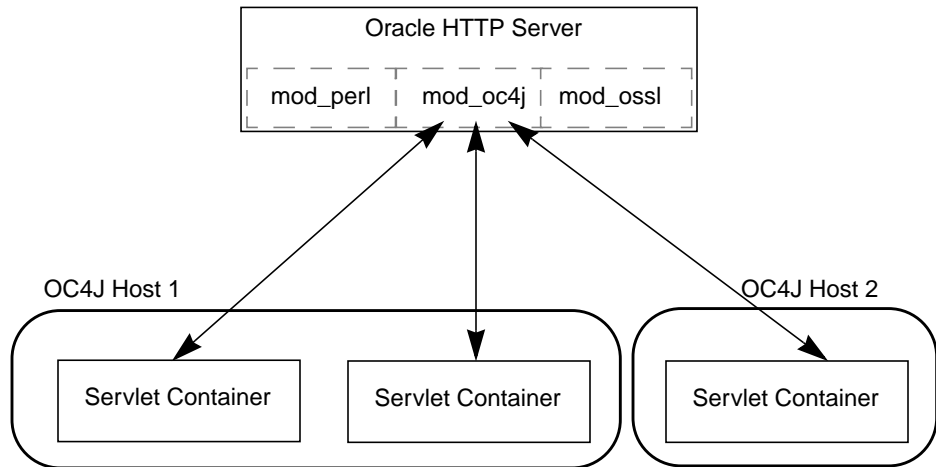 Oracle HTTP Server
mod_perl
mod_oc4j
mod_ossl
OC4J Host 1
OC4J Host 2
Servlet Container
Servlet Container
Servlet Container